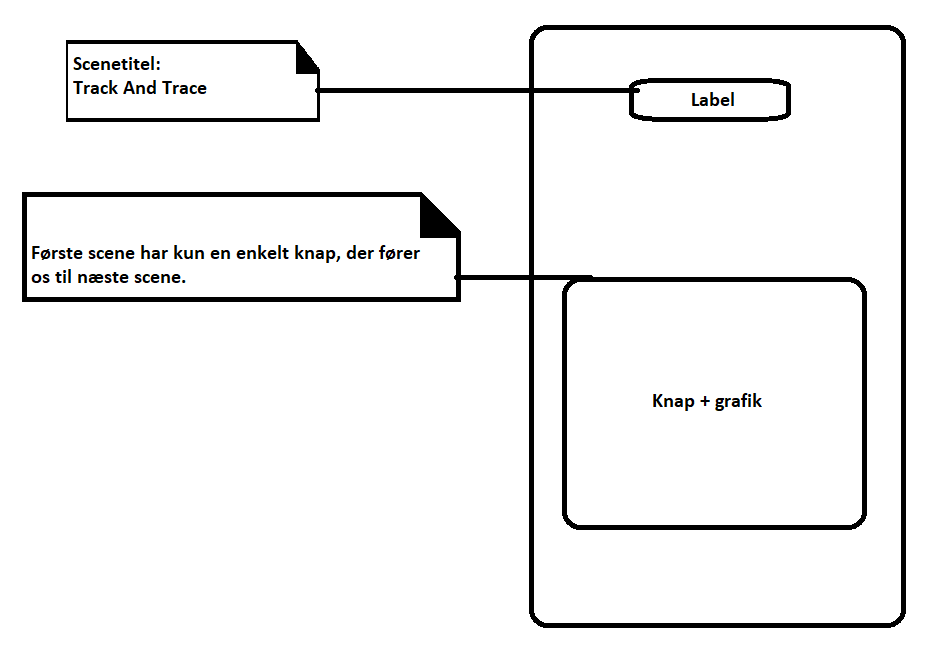 Scenetitel:
Track And Trace
Label
Første scene har kun en enkelt knap, der fører
os til næste scene.
Knap + grafik